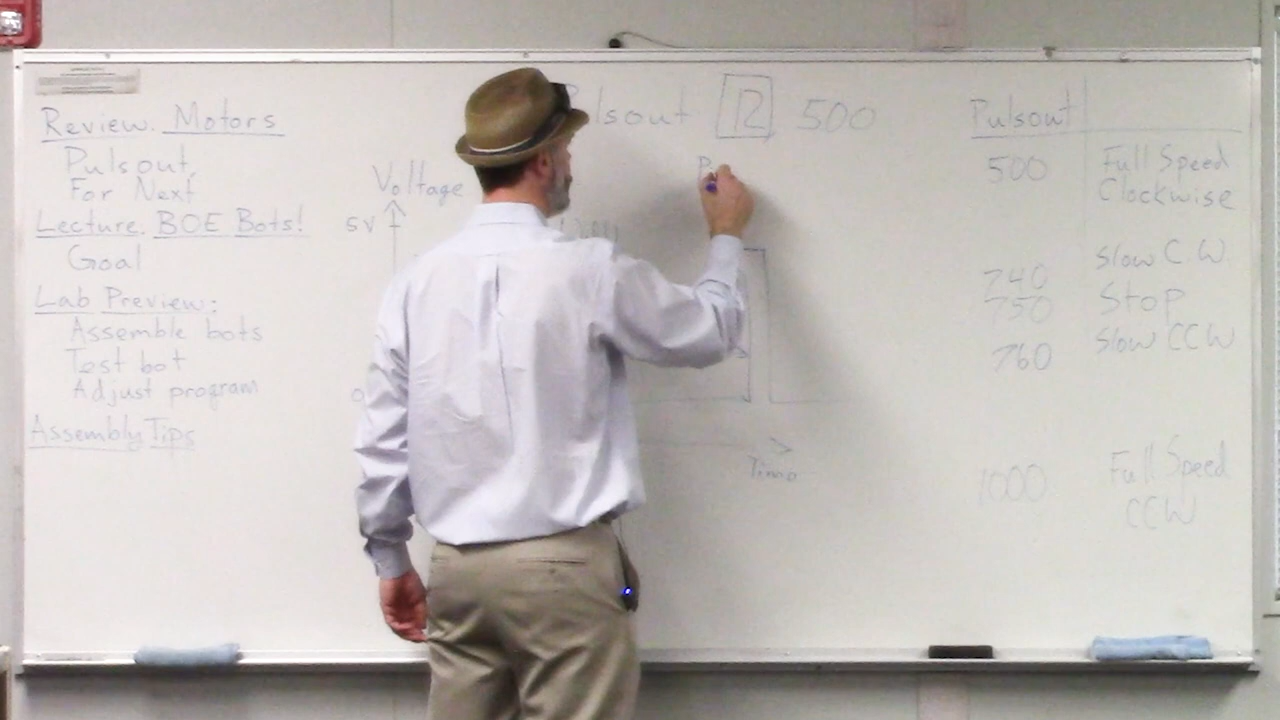 Review. Motors
Pulsout,
For Next
Lecture. BOE Bots!
Goal
Lab Preview:
Assemble bots
Test bot
Adjust program
Assembly Tips
Voltage
5V
0
Time
lsout 12 500
P
Pulsout
500 Full Speed
Clockwise
740 Slow CW
750 Stop
760 Slow CCW
1000 Full Speed
CCW